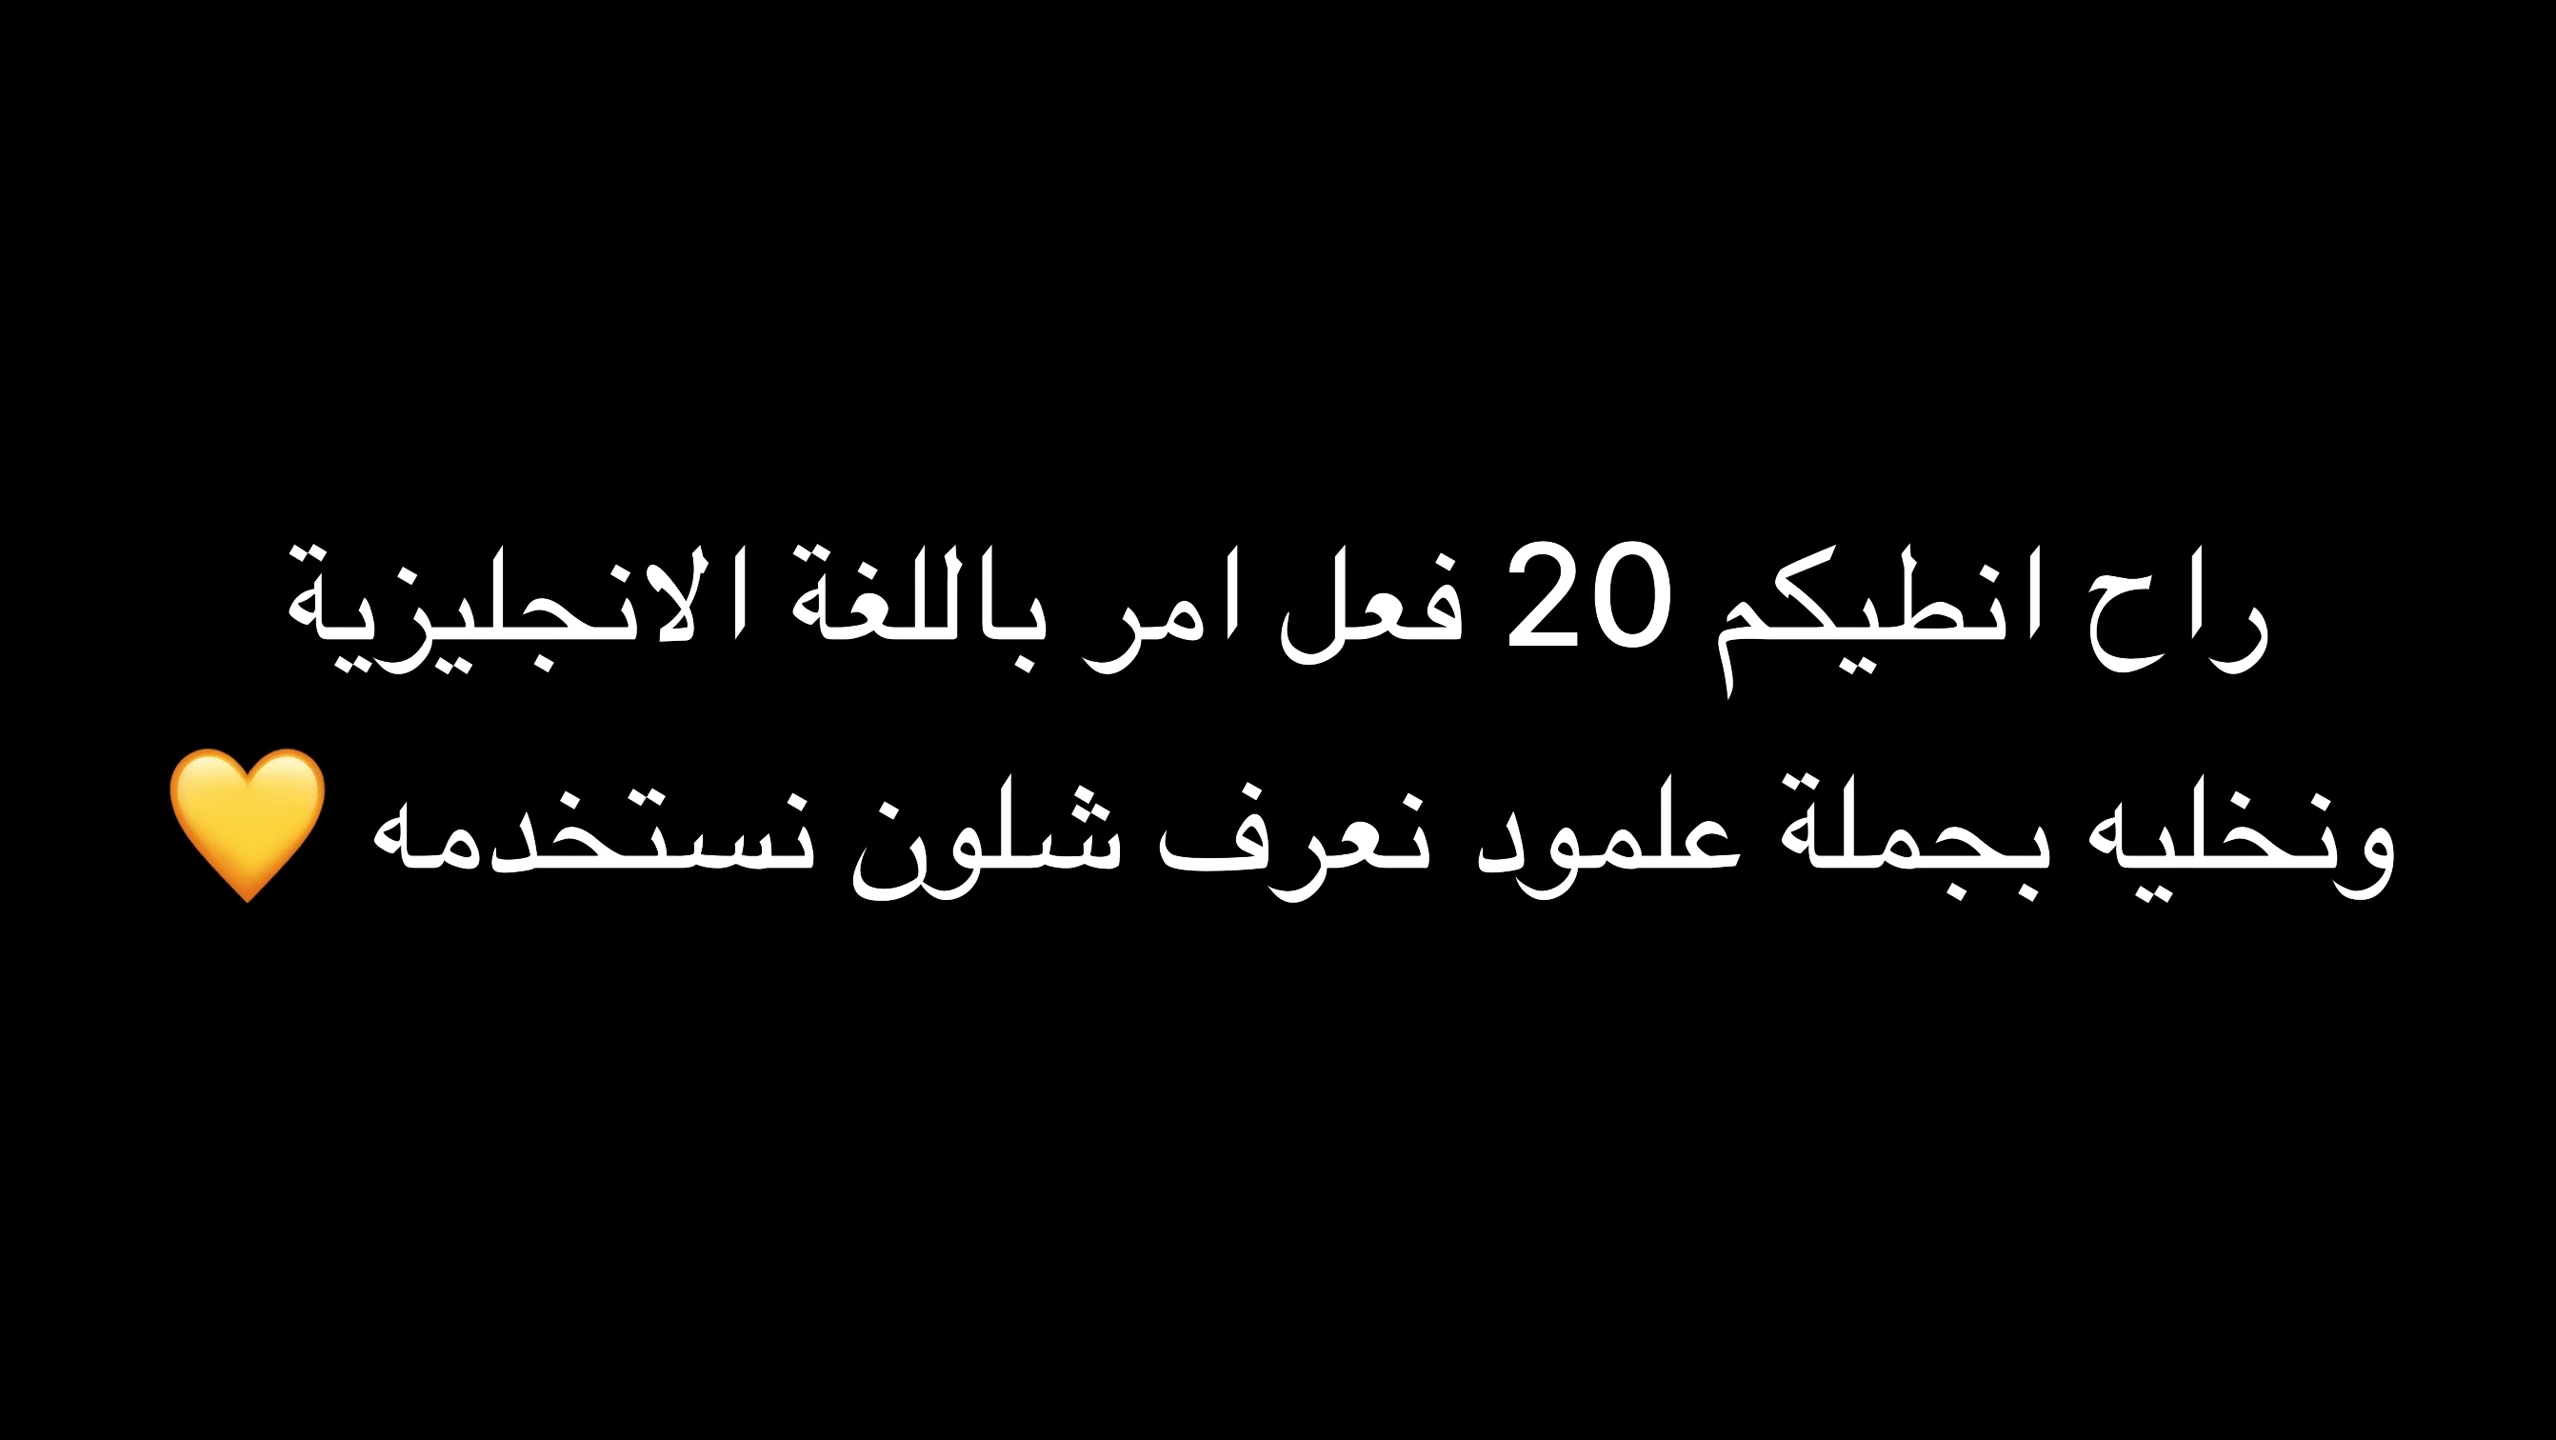 راح انطيكم 20 فعل امر باللغة الانجليزية
ونخليه بجملة علمود نعرف شلون نستخدمه 💛